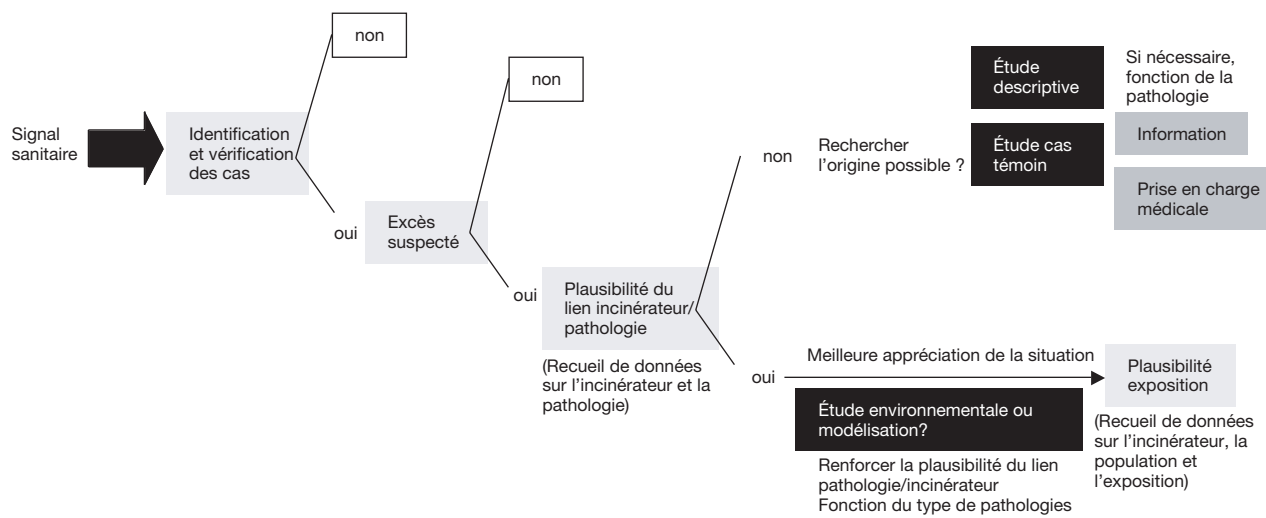 Signal
sanitaire
Identification
et vérification
des cas
non
oui
Excès
suspecté
non
oui
Plausibilité du
lien incinérateur/
pathologie
(Recueil de données
sur l’incinérateur et la
pathologie)
non
Rechercher
l’origine possible ?
Étude
descriptive
Si nécessaire,
fonction de la
pathologie
Étude cas
témoin
Information
Prise en charge
médicale
oui
Meilleure appréciation de la situation
Étude environnementale ou
modélisation?
Renforcer la plausibilité du lien
pathologie/incinérateur
Fonction du type de pathologies
Plausibilité
exposition
(Recueil de données
sur l’incinérateur, la
population et
l’exposition)